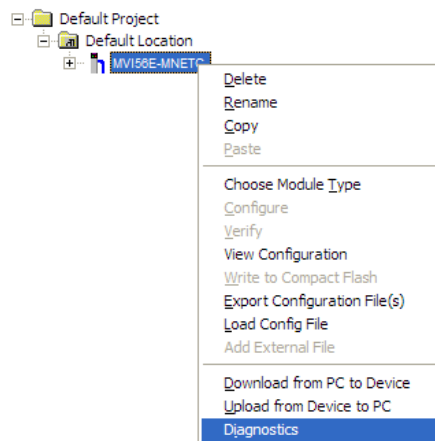 Default Project
Default Location
MVI56E-MNETC
Delete
Rename
Copy
Paste
Choose Module Type
Configure
Verify
View Configuration
Write to Compact Flash
Export Configuration File(s)
Load Config File
Add External File
Download from PC to Device
Upload from Device to PC
Diagnostics